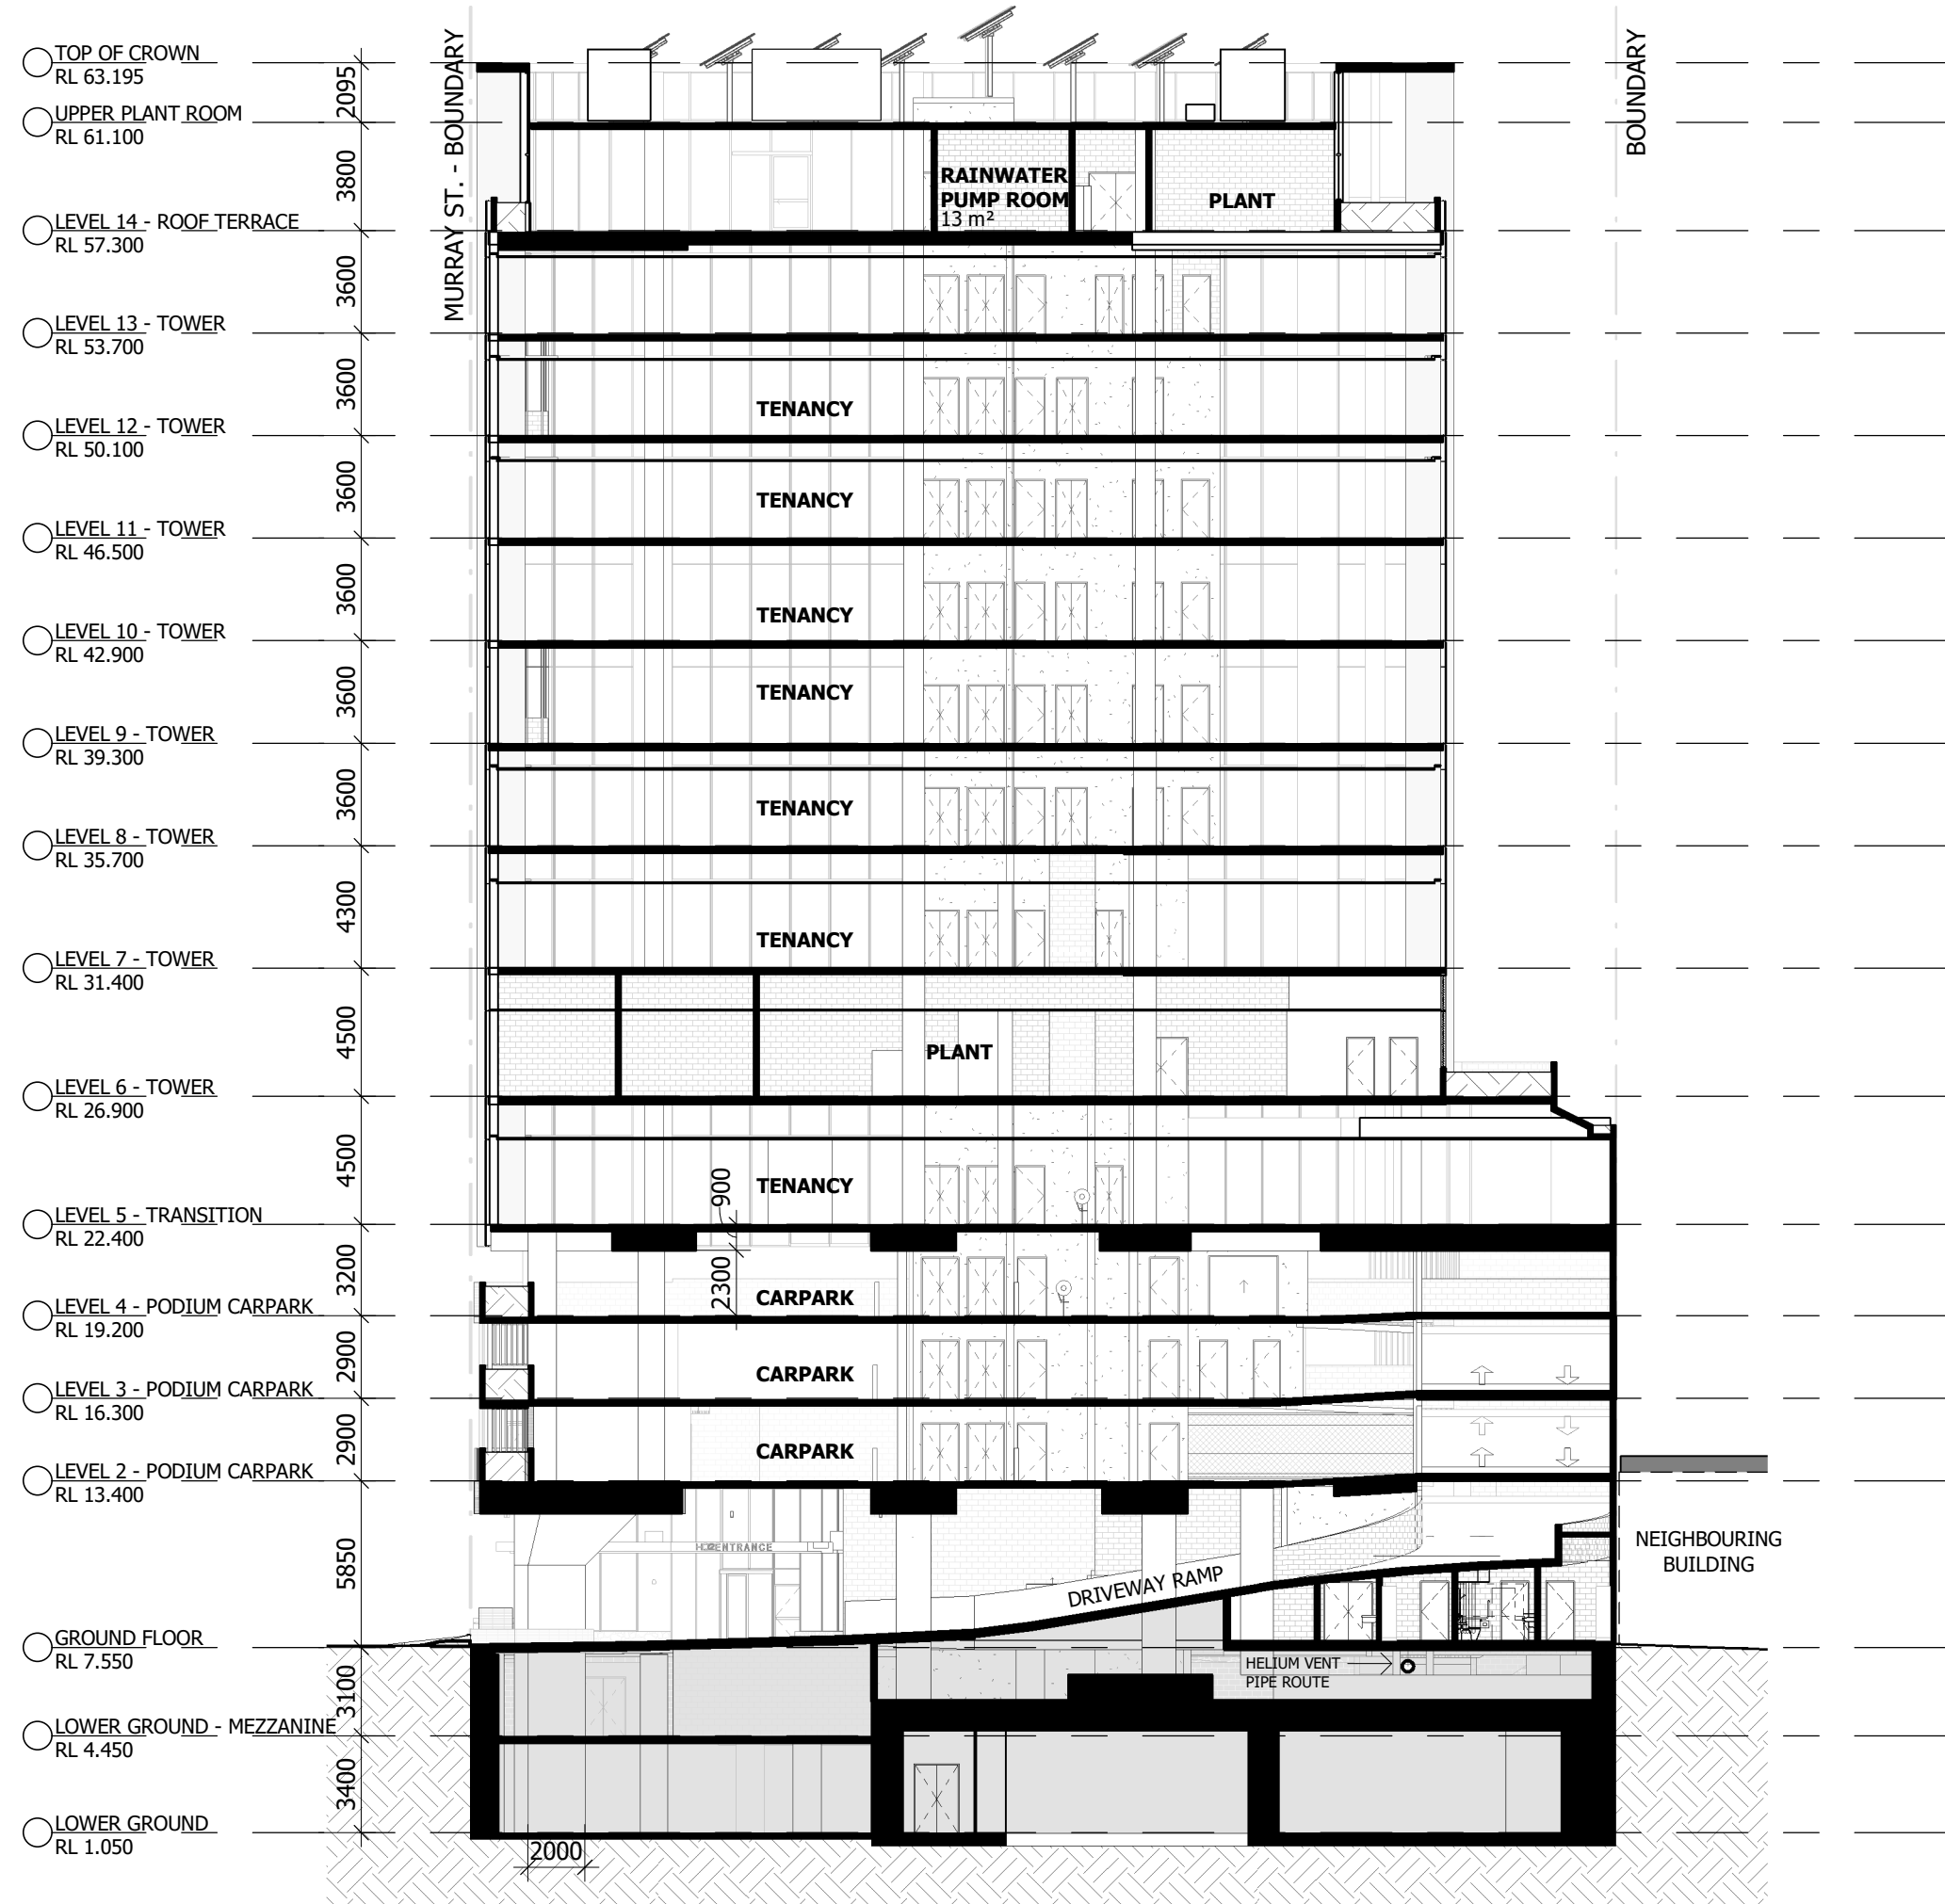 TOP OF CROWN
RL 63.195
2095
UPPER PLANT ROOM
RL 61.100
3800
LEVEL 14 - ROOF TERRACE
RL 57.300
3600
LEVEL 13 - TOWER
RL 53.700
3600
LEVEL 12 - TOWER
RL 50.100
3600
LEVEL 11 - TOWER
RL 46.500
3600
LEVEL 10 - TOWER
RL 42.900
3600
LEVEL 9 - TOWER
RL 39.300
3600
LEVEL 8 - TOWER
RL 35.700
4300
LEVEL 7 - TOWER
RL 31.400
4500
LEVEL 6 - TOWER
RL 26.900
4500
LEVEL 5 - TRANSITION
RL 22.400
3200
LEVEL 4 - PODIUM CARPARK
RL 19.200
2900
LEVEL 3 - PODIUM CARPARK
RL 16.300
2900
LEVEL 2 - PODIUM CARPARK
RL 13.400
5850
GROUND FLOOR
RL 7.550
3100
LOWER GROUND - MEZZANINE
RL 4.450
3400
LOWER GROUND
RL 1.050
MURRAY ST. - BOUNDARY
BOUNDARY
RAINWATER
PUMP ROOM
13 m²
PLANT
TENANCY
TENANCY
TENANCY
TENANCY
TENANCY
TENANCY
PLANT
TENANCY
900
2300
CARPARK
CARPARK
CARPARK
ENTRANCE
DRIVEWAY RAMP
NEIGHBOURING
BUILDING
HELIUM VENT
PIPE ROUTE
2000